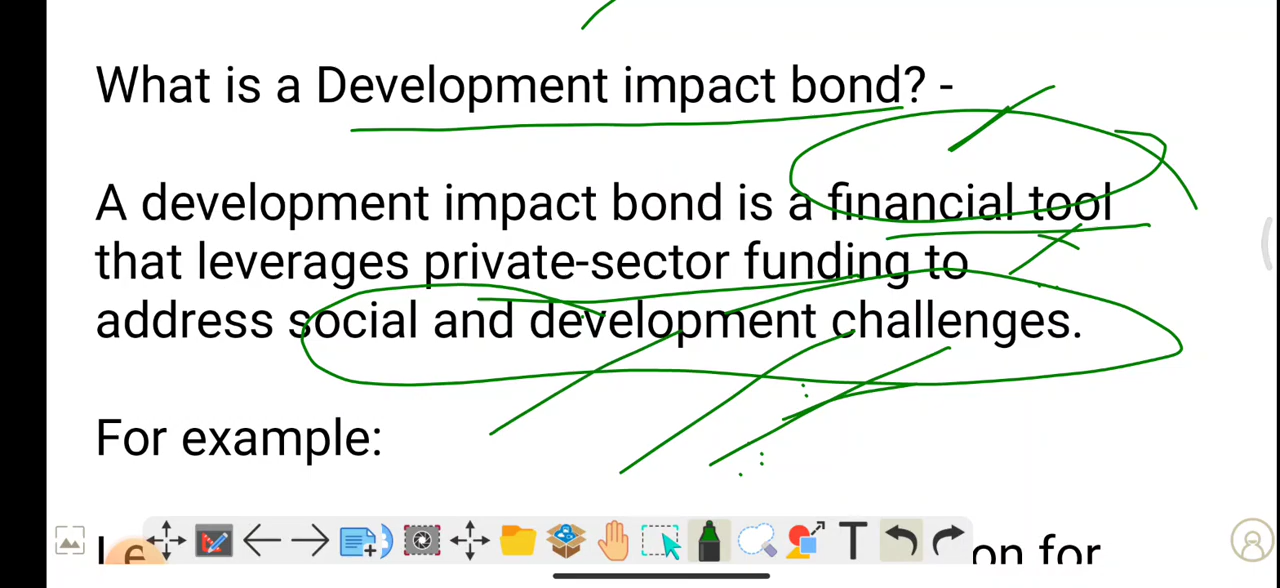 What is a Development impact bond? -
A development impact bond is a financial tool
that leverages private-sector funding to
address social and development challenges.
For example:
on for